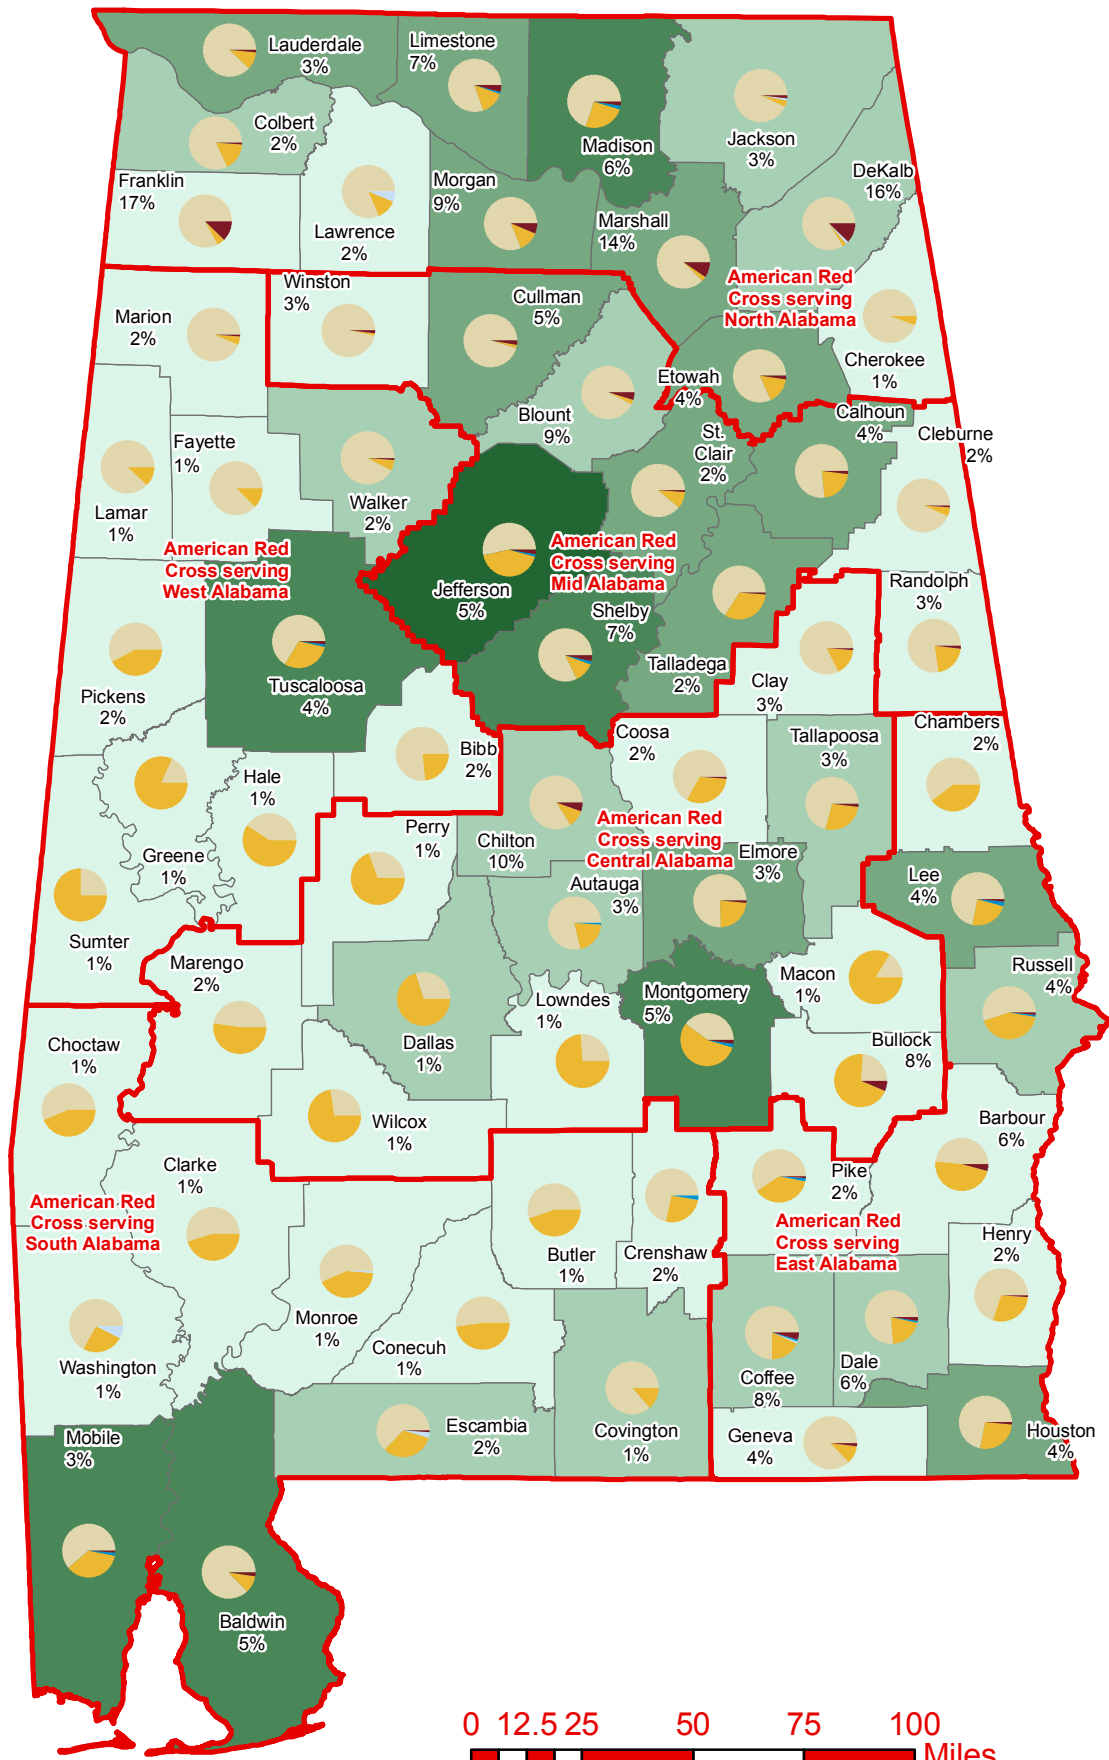 Lauderdale
3%
Limestone
7%
Madison
6%
Jackson
3%
Colbert
2%
DeKalb
16%
Franklin
17%
Lawrence
2%
Morgan
9%
Marshall
14%
American Red
Cross serving
North Alabama
Winston
3%
Cullman
5%
Marion
2%
Cherokee
1%
Etowah
4%
Blount
9%
Calhoun
4%
Cleburne
2%
St.
Clair
2%
Fayette
1%
Walker
2%
Lamar
1%
American Red
Cross serving
West Alabama
American Red
Cross serving
Mid Alabama
Jefferson
5%
Shelby
7%
Randolph
3%
Talladega
2%
Clay
3%
Tuscaloosa
4%
Pickens
2%
Bibb
2%
Coosa
2%
Tallapoosa
3%
Chambers
2%
Hale
1%
Greene
1%
Perry
1%
Chilton
10%
American Red
Cross serving
Central Alabama
Elmore
3%
Autauga
3%
Lee
4%
Sumter
1%
Marengo
2%
Macon
1%
Russell
4%
Lowndes
1%
Montgomery
5%
Dallas
1%
Choctaw
1%
Bullock
8%
Wilcox
1%
Barbour
6%
Clarke
1%
Pike
2%
American Red
Cross serving
South Alabama
American Red
Cross serving
East Alabama
Butler
1%
Crenshaw
2%
Henry
2%
Monroe
1%
Conecuh
1%
Washington
1%
Coffee
8%
Dale
6%
Escambia
2%
Covington
1%
Geneva
4%
Houston
4%
Mobile
3%
Baldwin
5%
0 12.5 25 50 75 100
Miles